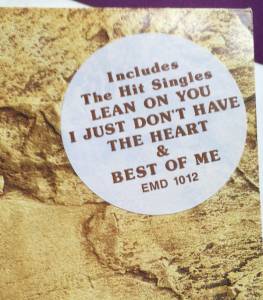 Includes
The Hit Singles
LEAN ON YOU
I JUST DON'T HAVE
THE HEART
&
BEST OF ME
EMD 1012